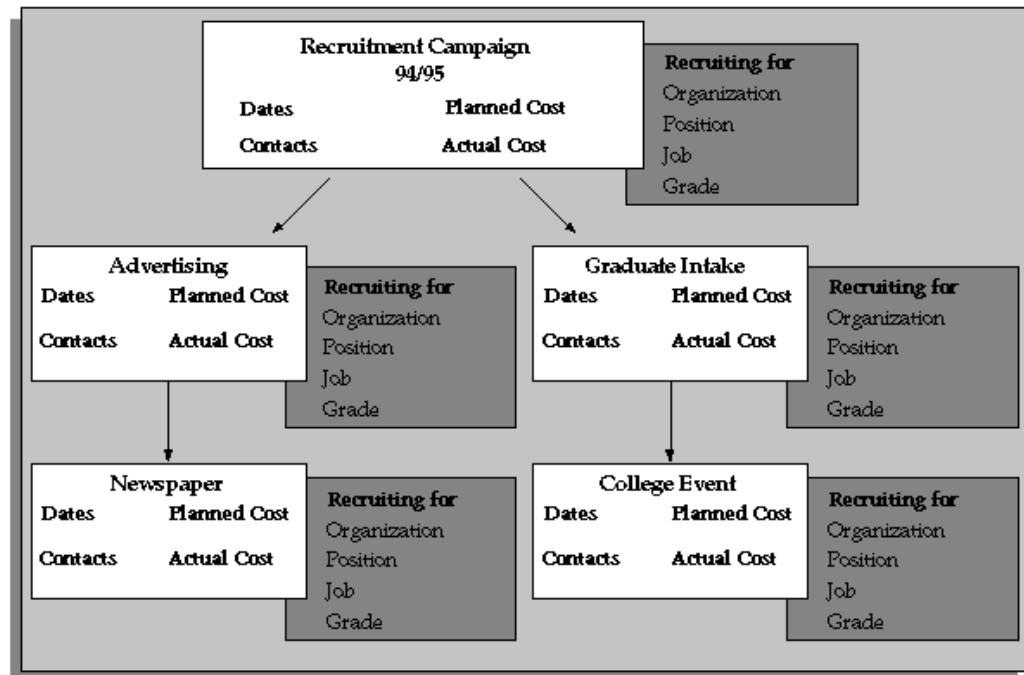 Recruitment Campaign
94/95
Dates Planned Cost
Contacts Actual Cost
Recruiting for
Organization
Position
Job
Grade
Advertising
Dates Planned Cost
Contacts Actual Cost
Recruiting for
Organization
Position
Job
Grade
Graduate Intake
Dates Planned Cost
Contacts Actual Cost
Recruiting for
Organization
Position
Job
Grade
Newspaper
Dates Planned Cost
Contacts Actual Cost
Recruiting for
Organization
Position
Job
Grade
College Event
Dates Planned Cost
Contacts Actual Cost
Recruiting for
Organization
Position
Job
Grade